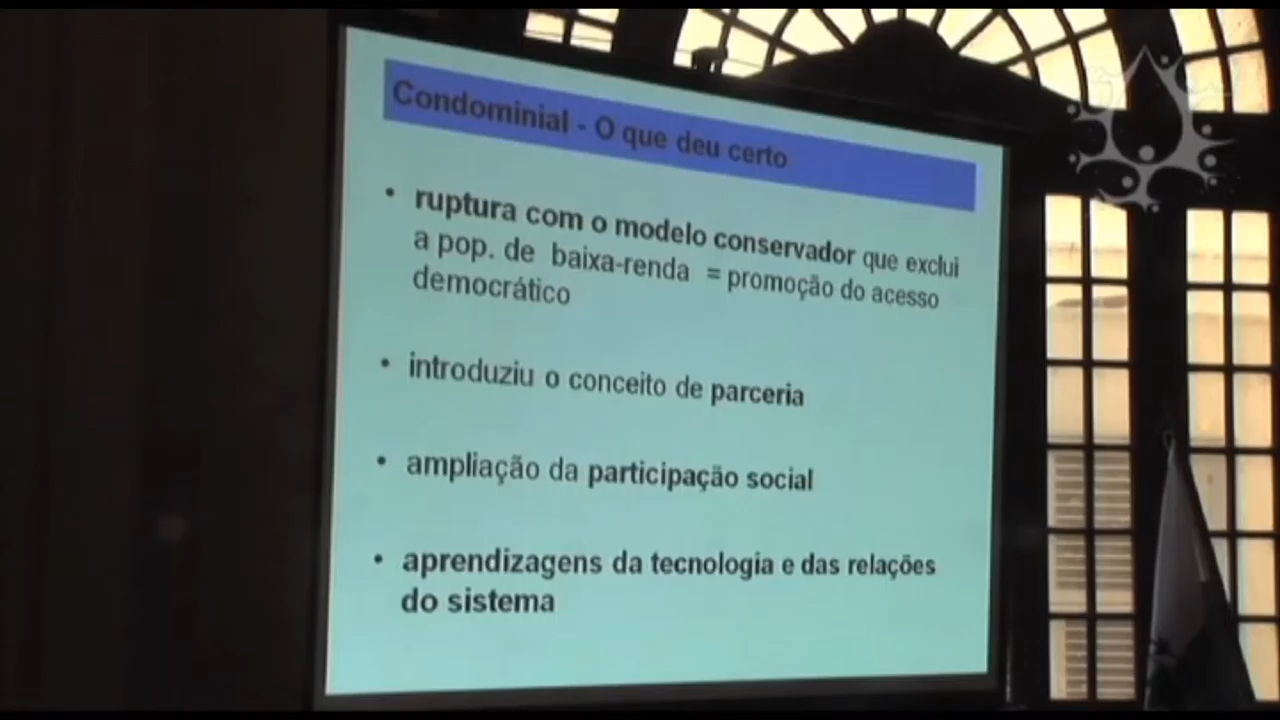 Condominial - O que deu certo
• ruptura com o modelo conservador que exclui
a pop. de baixa-renda = promoção do acesso
democrático
• introduziu o conceito de parceria
• ampliação da participação social
• aprendizagens da tecnologia e das relações
do sistema